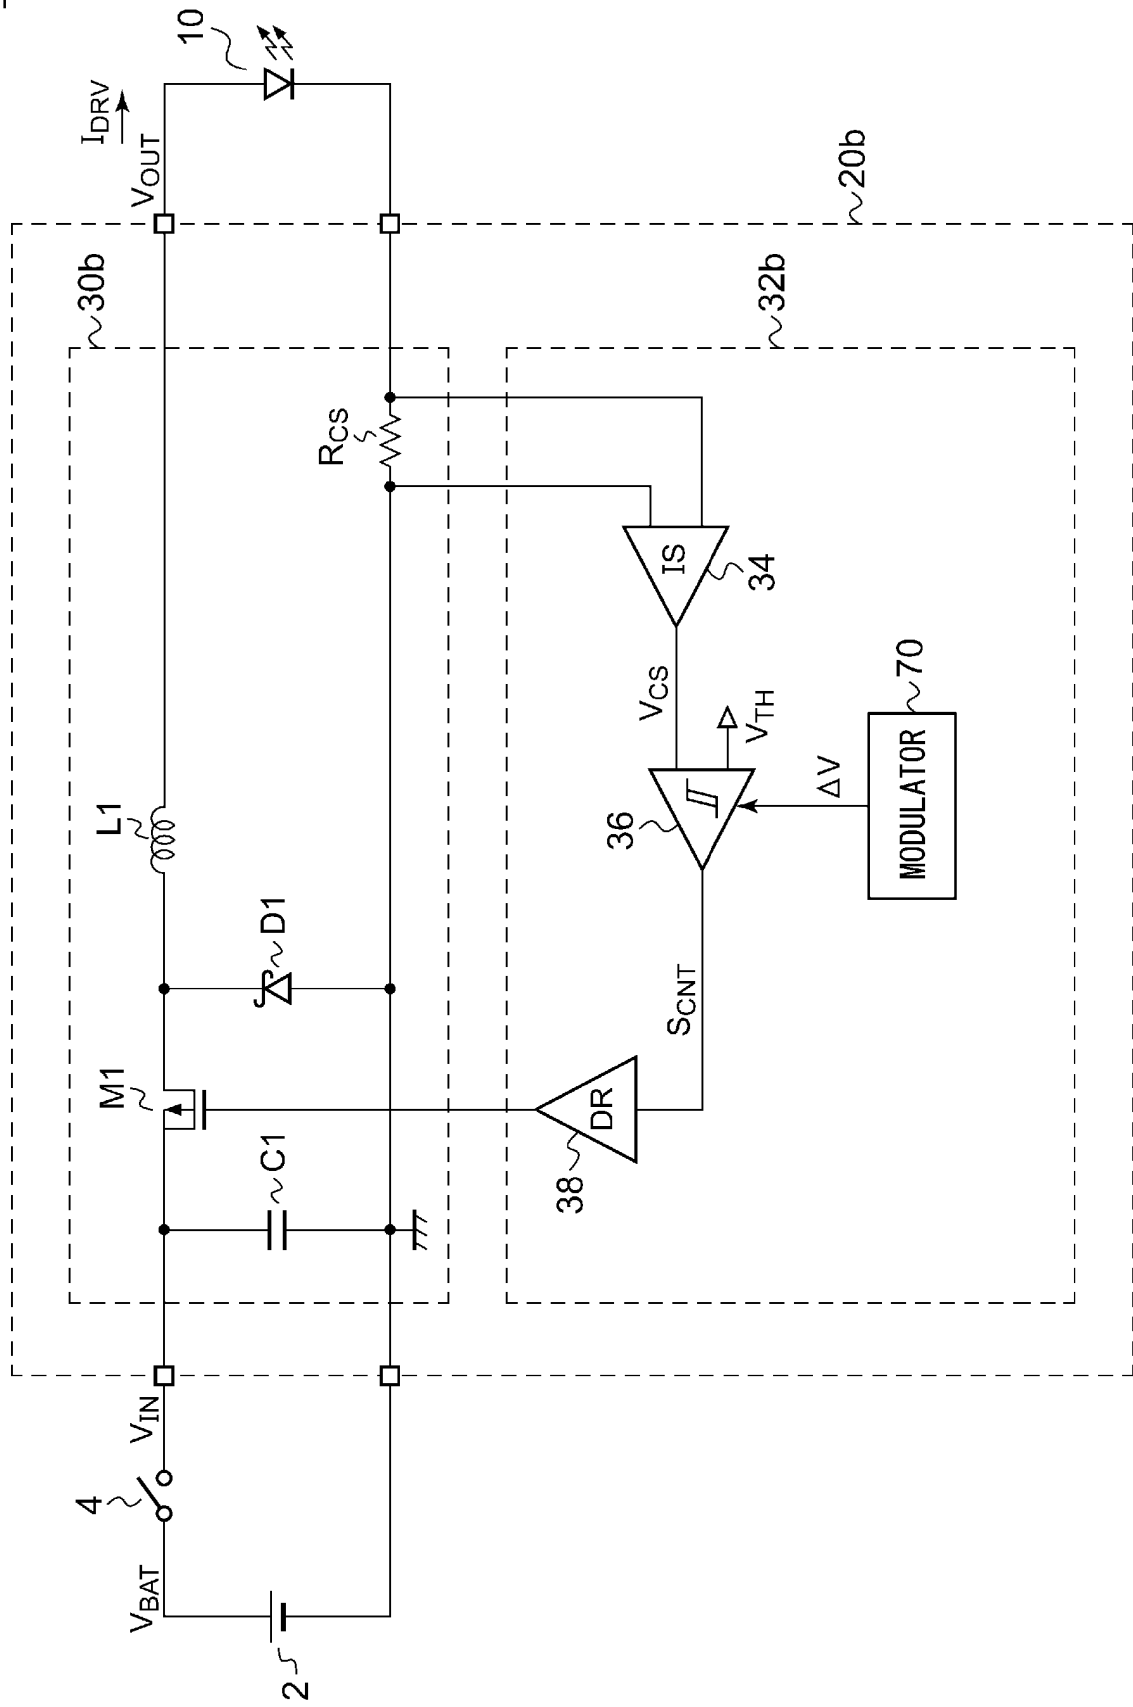 20b
30b
32b
V_BAT
4
V_IN
2
M1
C1
D1
L1
R_CS
V_OUT
I_DRV
10
38
DR
S_CNT
36
V_CS
V_TH
IS
34
ΔV
MODULATOR
70